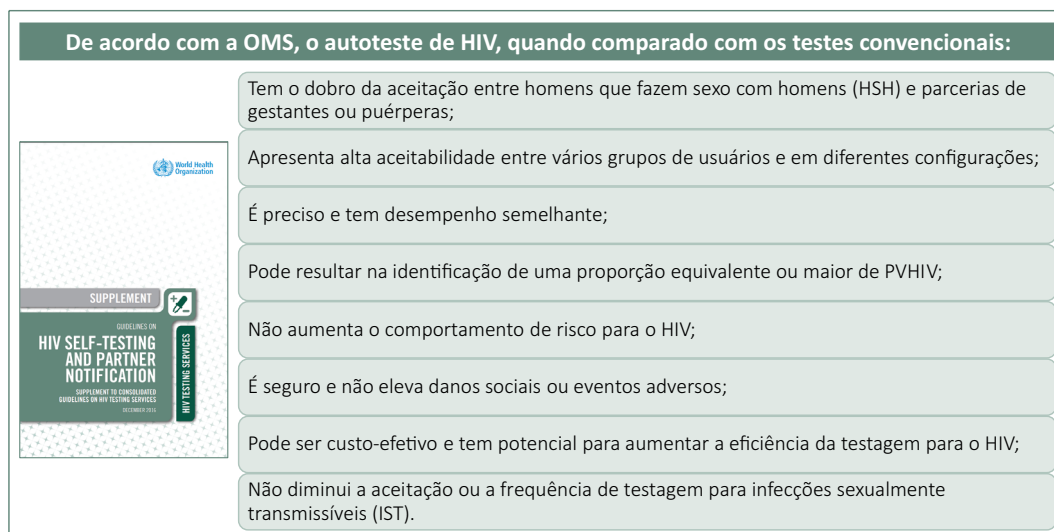 De acordo com a OMS, o autoteste de HIV, quando comparado com os testes convencionais:
World Health
Organization
SUPPLEMENT
GUIDELINES ON
HIV SELF-TESTING
AND PARTNER
NOTIFICATION
SUPPLEMENT TO CONSOLIDATED
GUIDELINES ON HIV TESTING SERVICES
DECEMBER 2016
HIV TESTING SERVICES
Tem o dobro da aceitação entre homens que fazem sexo com homens (HSH) e parcerias de
gestantes ou puérperas;
Apresenta alta aceitabilidade entre vários grupos de usuários e em diferentes configurações;
É preciso e tem desempenho semelhante;
Pode resultar na identificação de uma proporção equivalente ou maior de PVHIV;
Não aumenta o comportamento de risco para o HIV;
É seguro e não eleva danos sociais ou eventos adversos;
Pode ser custo-efetivo e tem potencial para aumentar a eficiência da testagem para o HIV;
Não diminui a aceitação ou a frequência de testagem para infecções sexualmente
transmissíveis (IST).